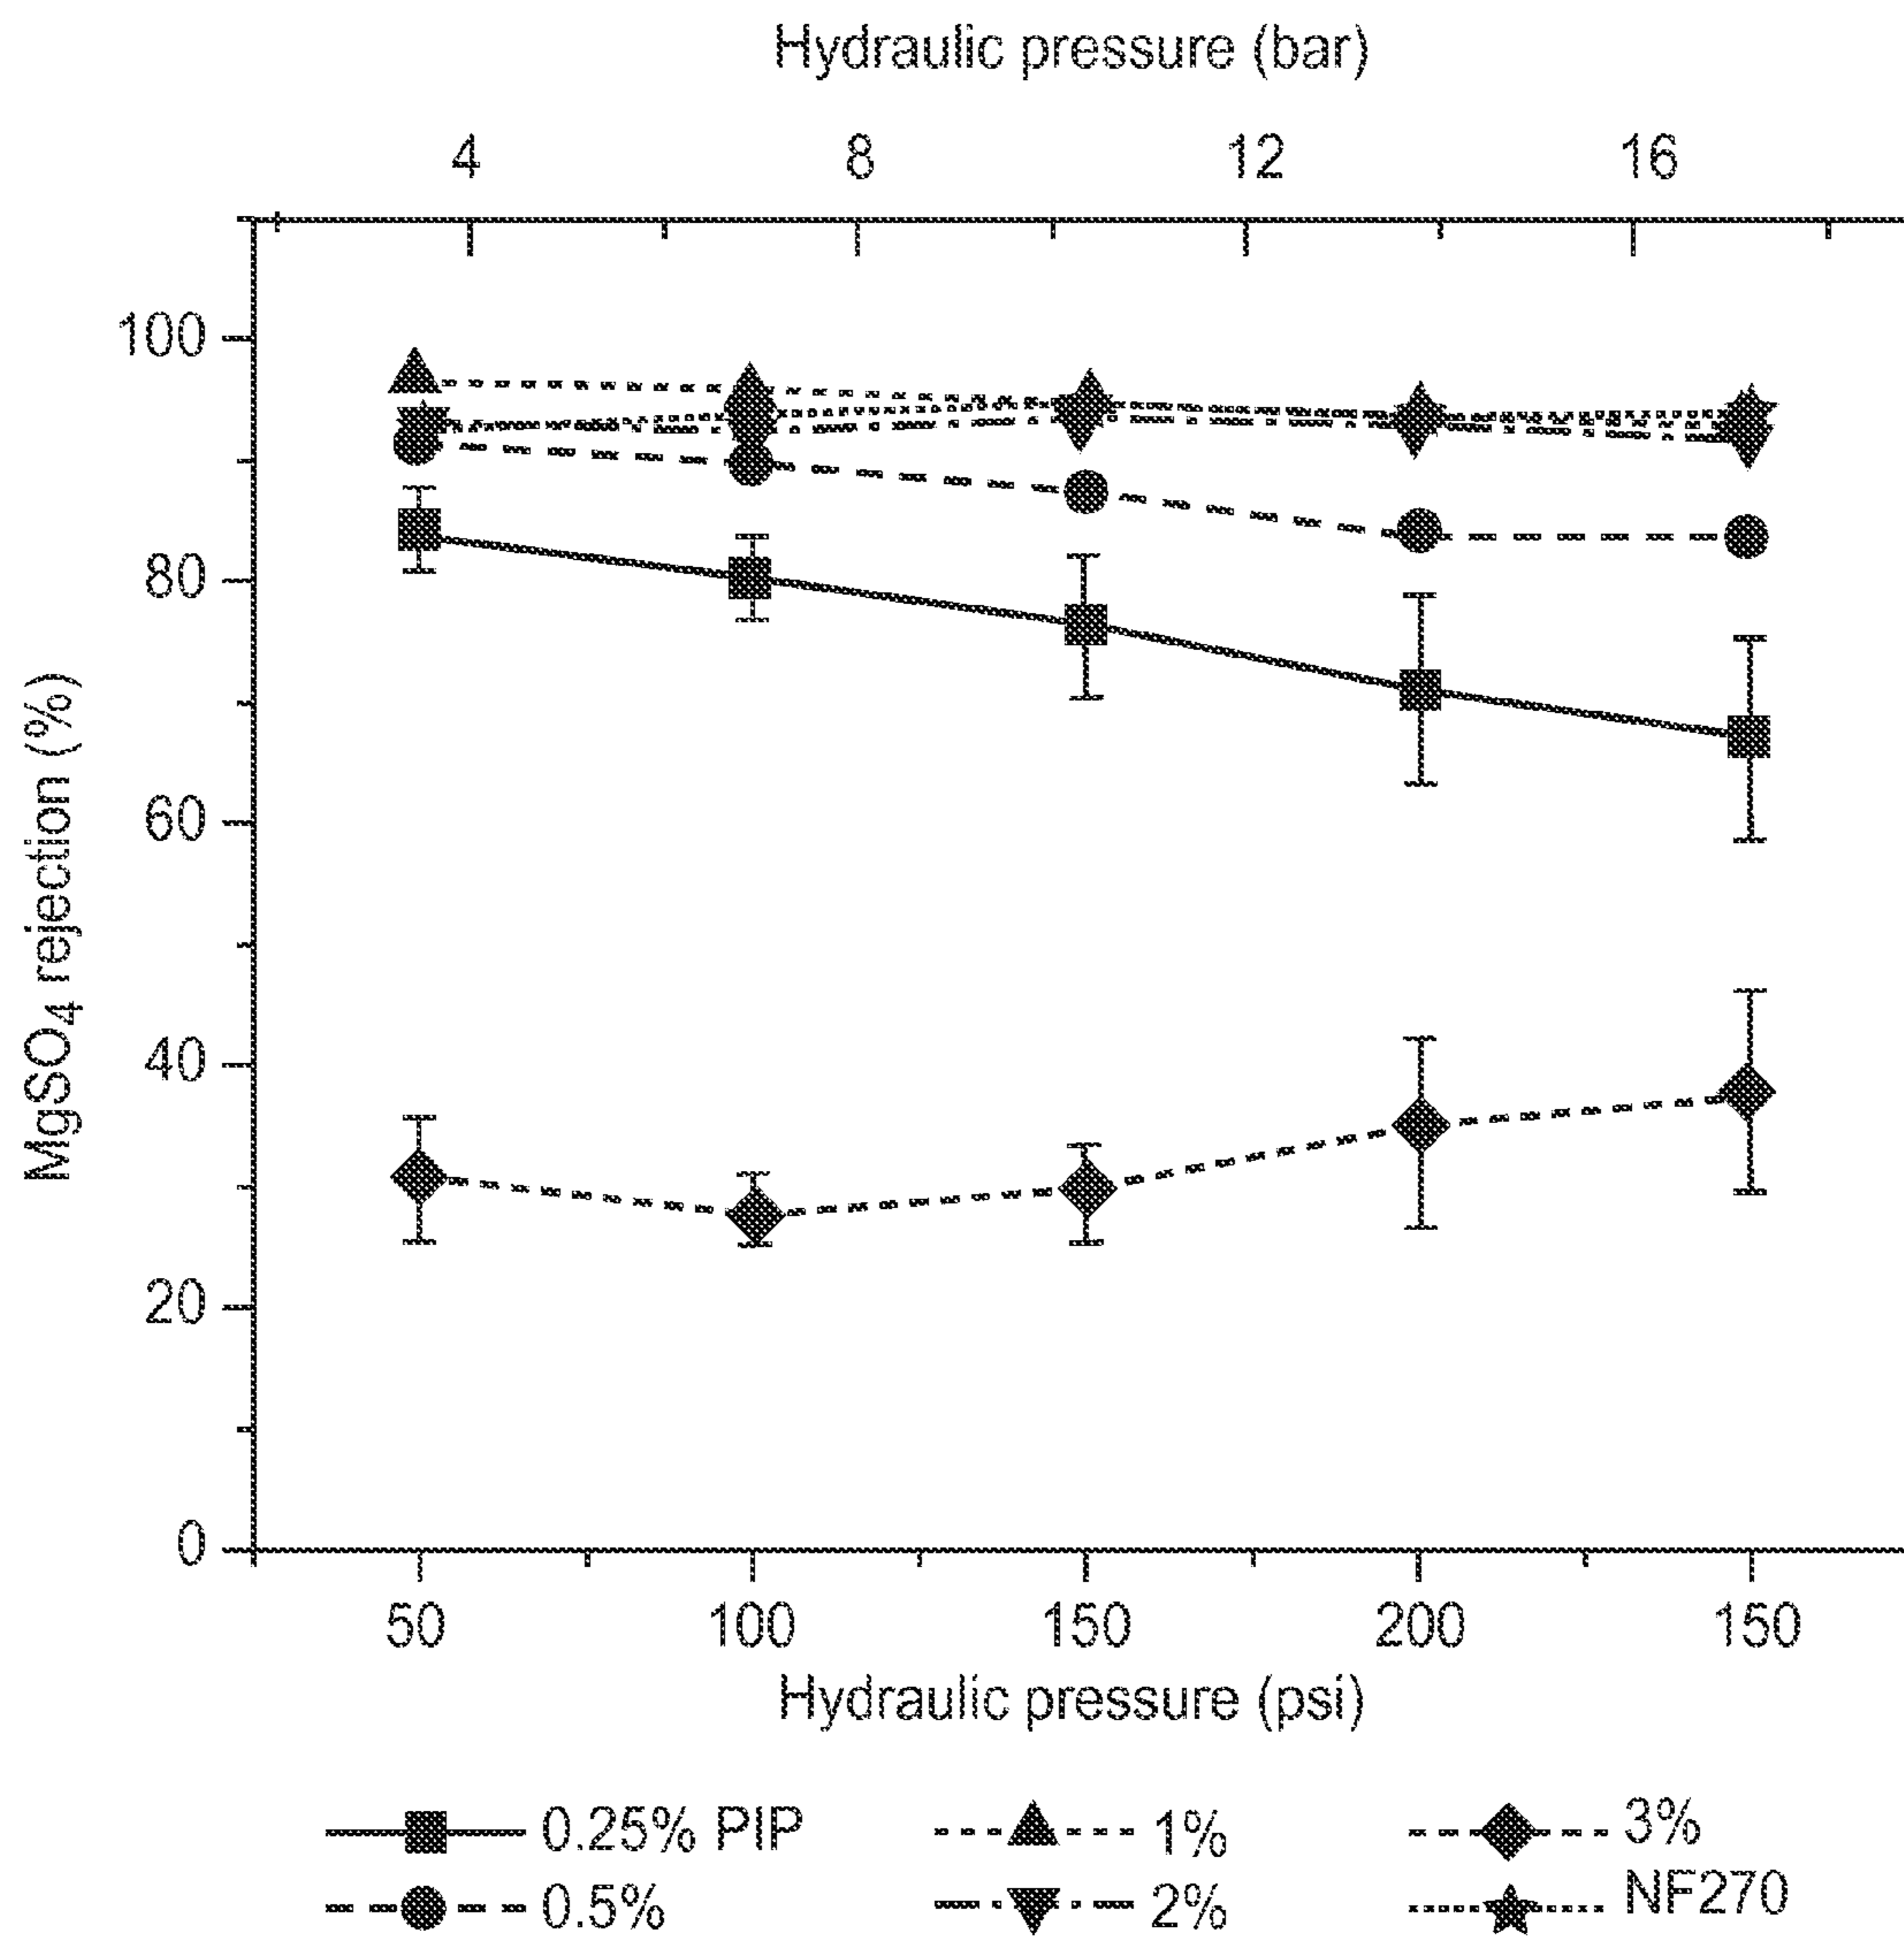 Hydraulic pressure (bar)
4 8 12 16
100
80
60
40
20
0
MgSO4 rejection (%)
50 100 150 200 150
Hydraulic pressure (psi)
0.25% PIP 1% 3%
0.5% 2% NF270